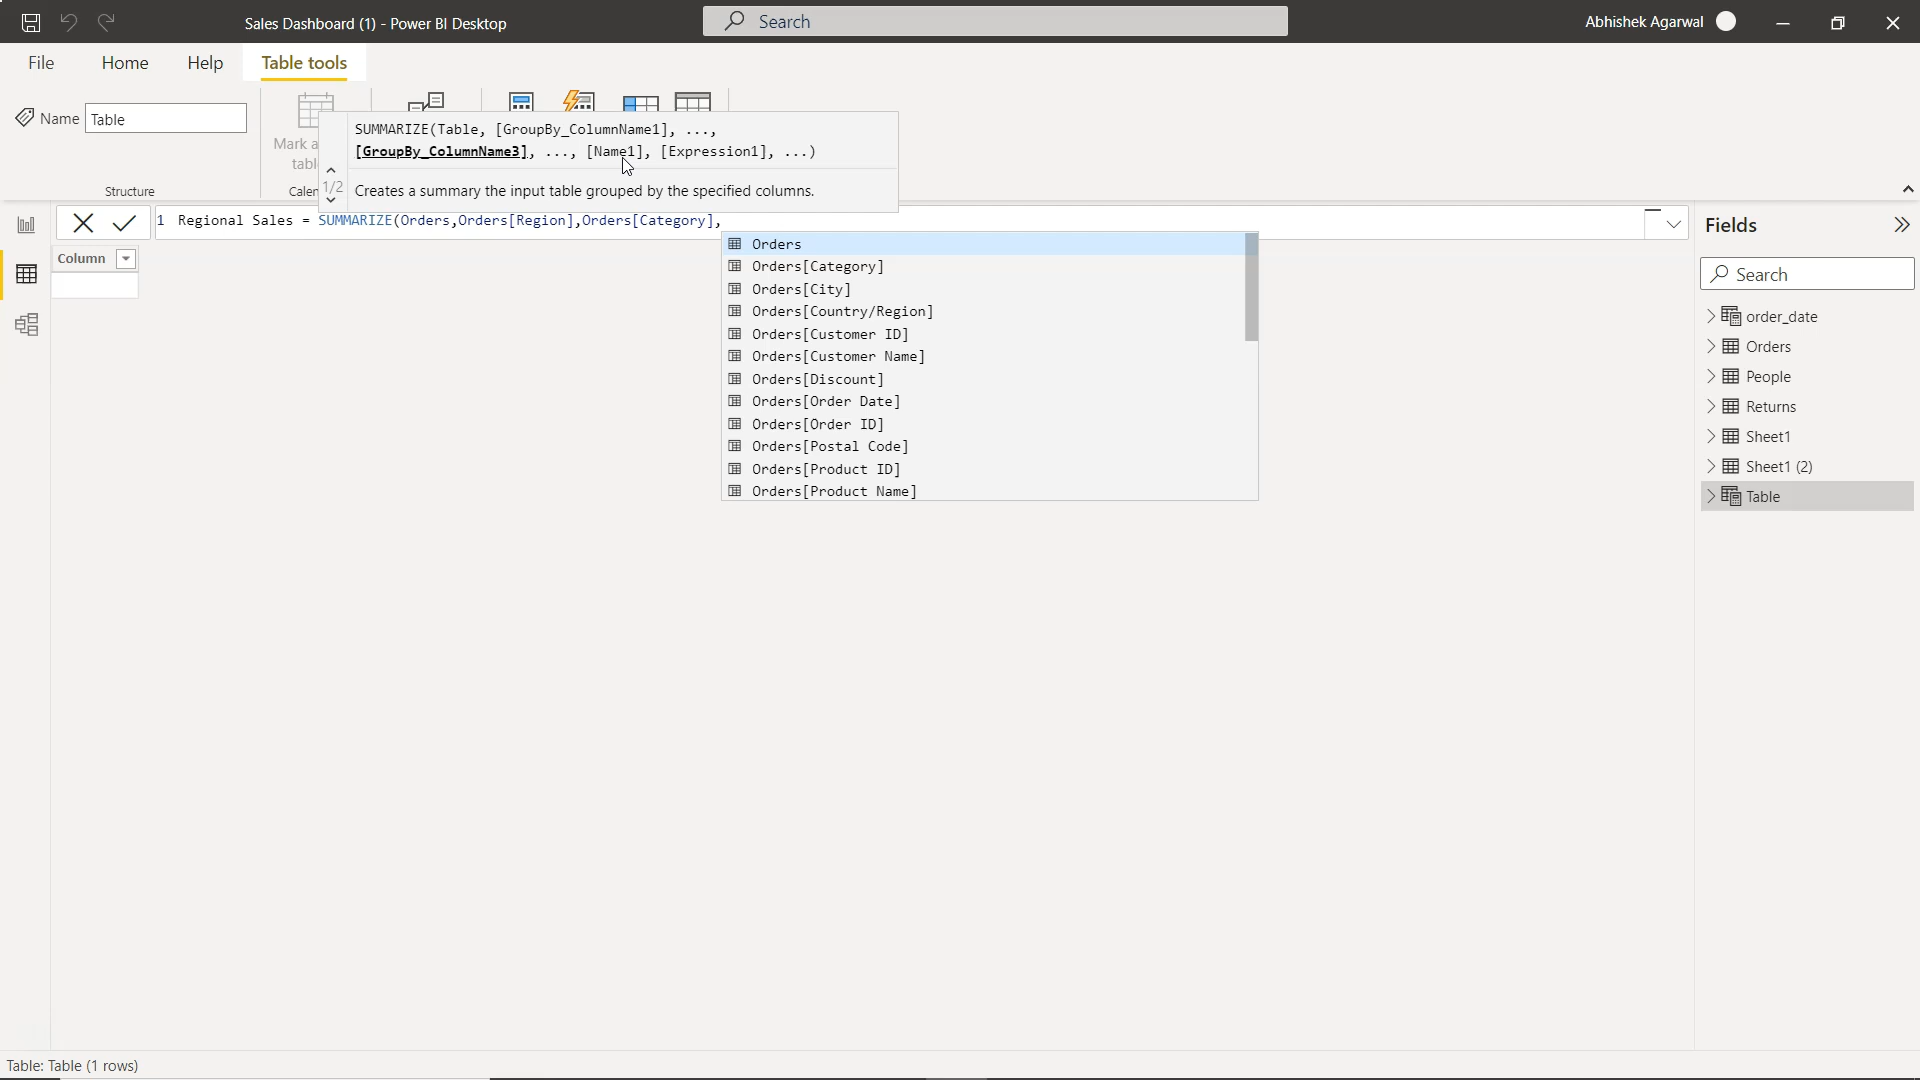 Sales Dashboard (1) - Power BI Desktop
Search
Abhishek Agarwal
File
Home
Help
Table tools
Name
Table
Mark a
tabl
Structure
Calen
SUMMARIZE(Table, [GroupBy_ColumnName1], ...,
[GroupBy_ColumnName3], ..., [Name1], [Expression1], ...)
1/2
Creates a summary the input table grouped by the specified columns.
1 Regional Sales = SUMMARIZE(Orders,Orders[Region],Orders[Category],
Column
Orders
Orders[Category]
Orders[City]
Orders[Country/Region]
Orders[Customer ID]
Orders[Customer Name]
Orders[Discount]
Orders[Order Date]
Orders[Order ID]
Orders[Postal Code]
Orders[Product ID]
Orders[Product Name]
Fields
Search
order_date
Orders
People
Returns
Sheet1
Sheet1 (2)
Table
Table: Table (1 rows)